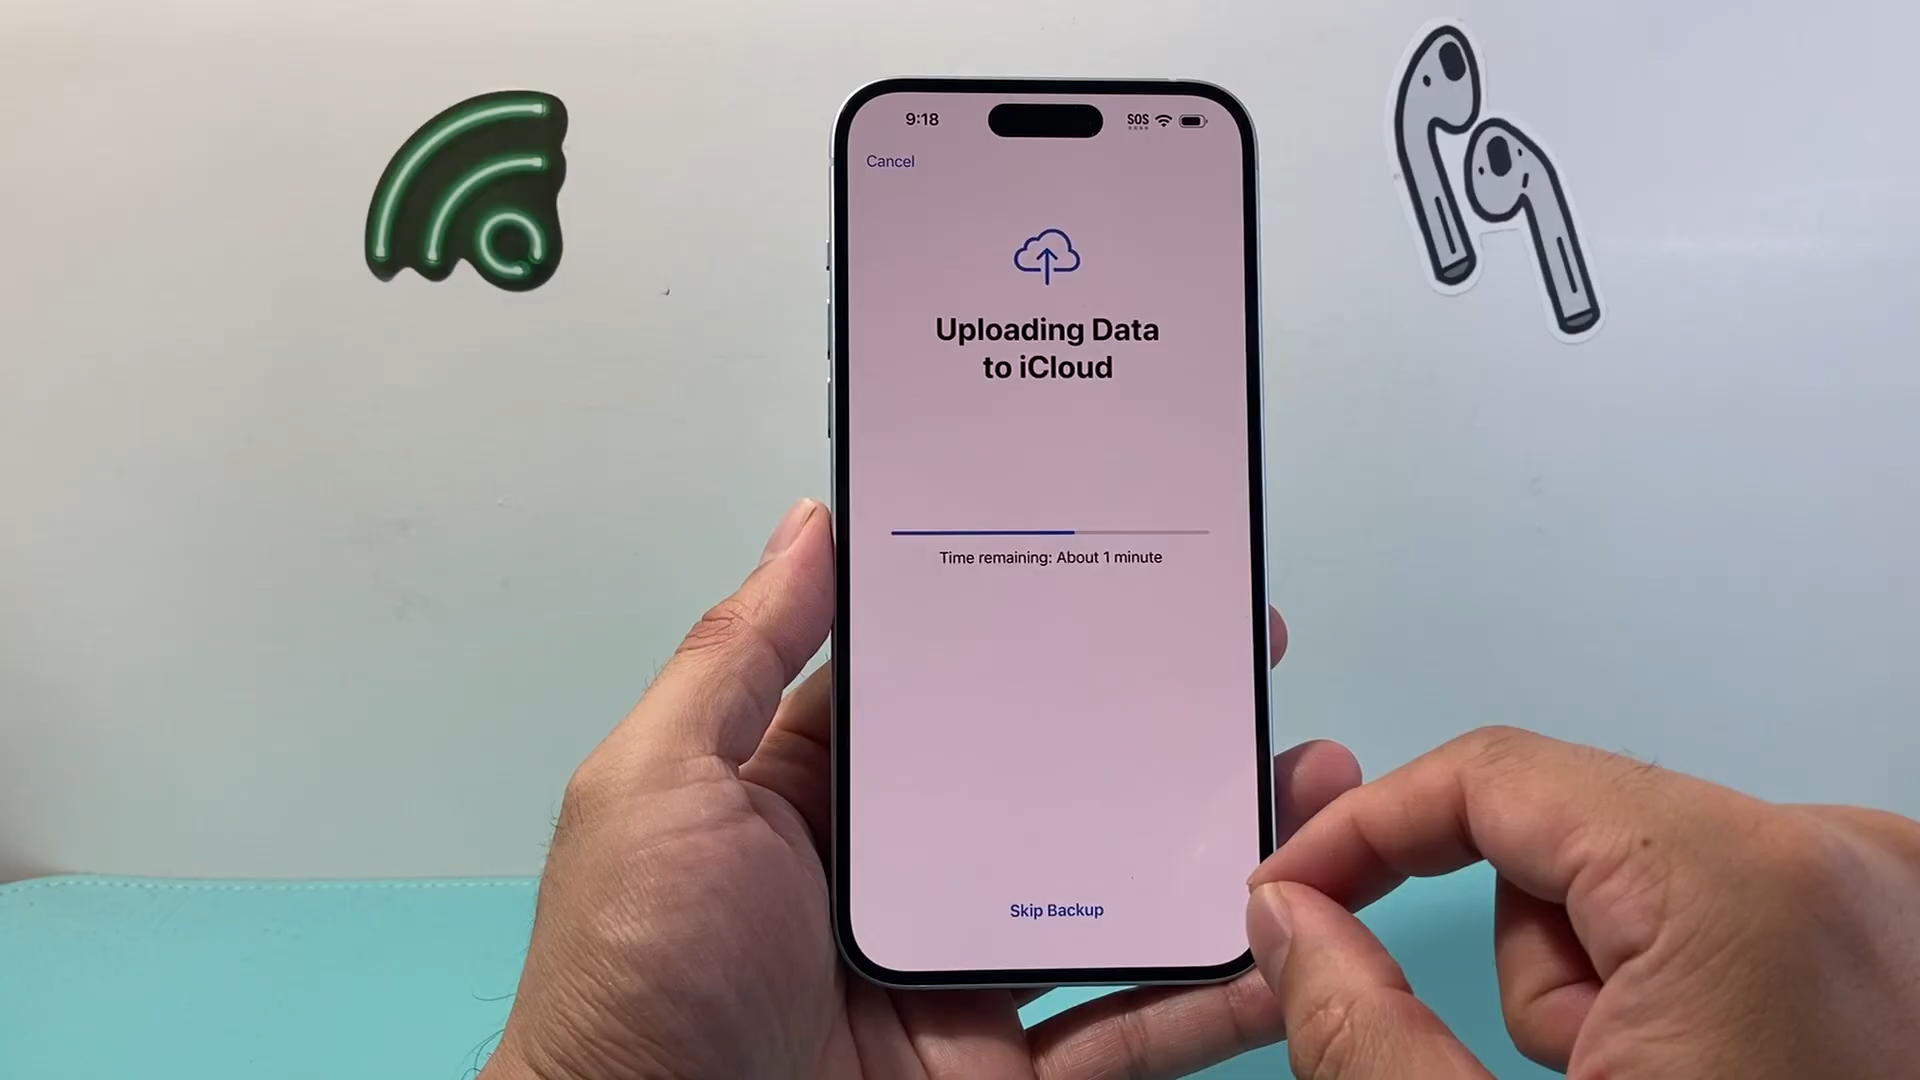 9:18
SOS
Cancel
Uploading Data
to iCloud
Time remaining: About 1 minute
Skip Backup